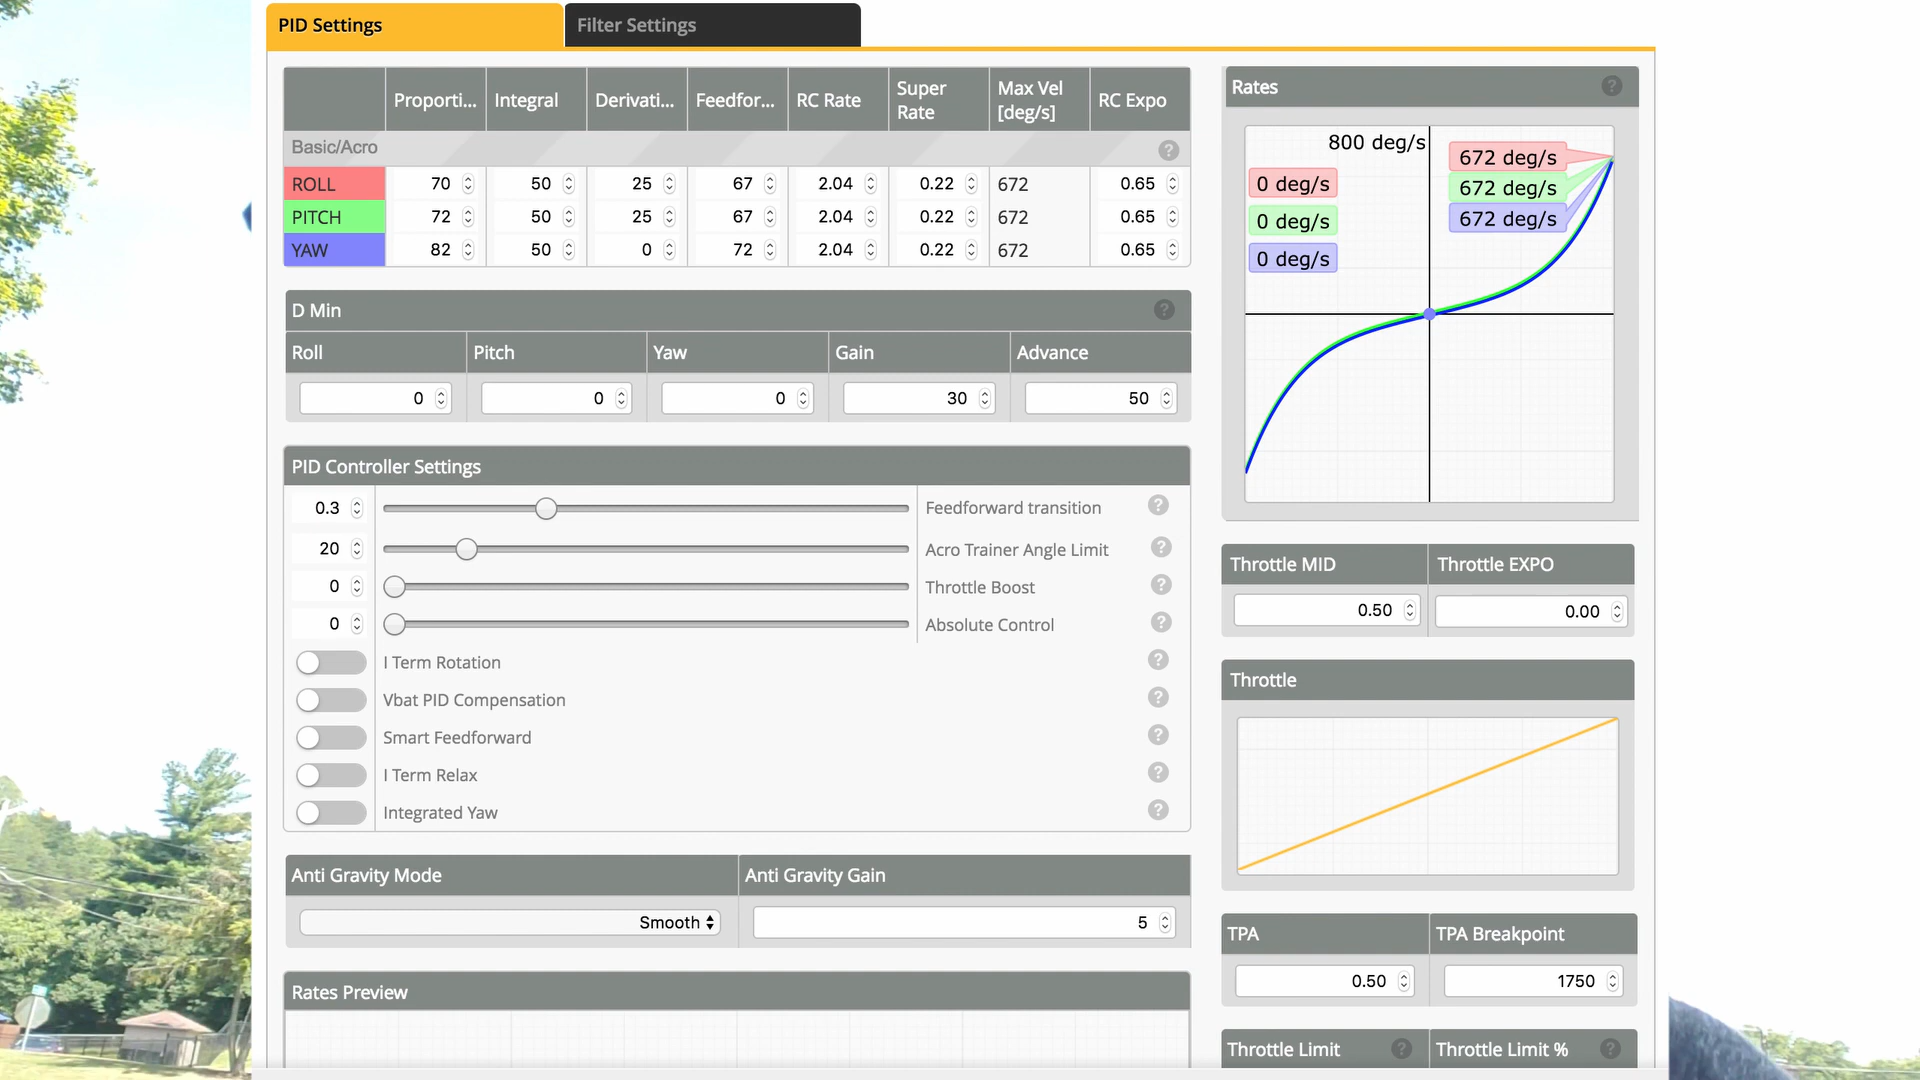 PID Settings
Filter Settings
Proporti... Integral Derivati... Feedfor... RC Rate Super Rate Max Vel [deg/s] RC Expo
Basic/Acro
ROLL 70 50 25 67 2.04 0.22 672 0.65
PITCH 72 50 25 67 2.04 0.22 672 0.65
YAW 82 50 0 72 2.04 0.22 672 0.65
D Min
Roll Pitch Yaw Gain Advance
0 0 0 30 50
PID Controller Settings
0.3 Feedforward transition
20 Acro Trainer Angle Limit
0 Throttle Boost
0 Absolute Control
I Term Rotation
Vbat PID Compensation
Smart Feedforward
I Term Relax
Integrated Yaw
Anti Gravity Mode Anti Gravity Gain
Smooth 5
Rates Preview
Rates
800 deg/s
672 deg/s
672 deg/s
672 deg/s
0 deg/s
0 deg/s
0 deg/s
Throttle MID Throttle EXPO
0.50 0.00
Throttle
TPA TPA Breakpoint
0.50 1750
Throttle Limit Throttle Limit %